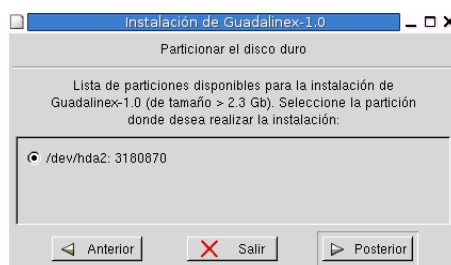 Instalación de Guadalinex-1.0
Particionar el disco duro
Lista de particiones disponibles para la instalación de
Guadalinex-1.0 (de tamaño > 2.3 Gb). Seleccione la partición
donde desea realizar la instalación:
/dev/hda2: 3180870
Anterior
Salir
Posterior